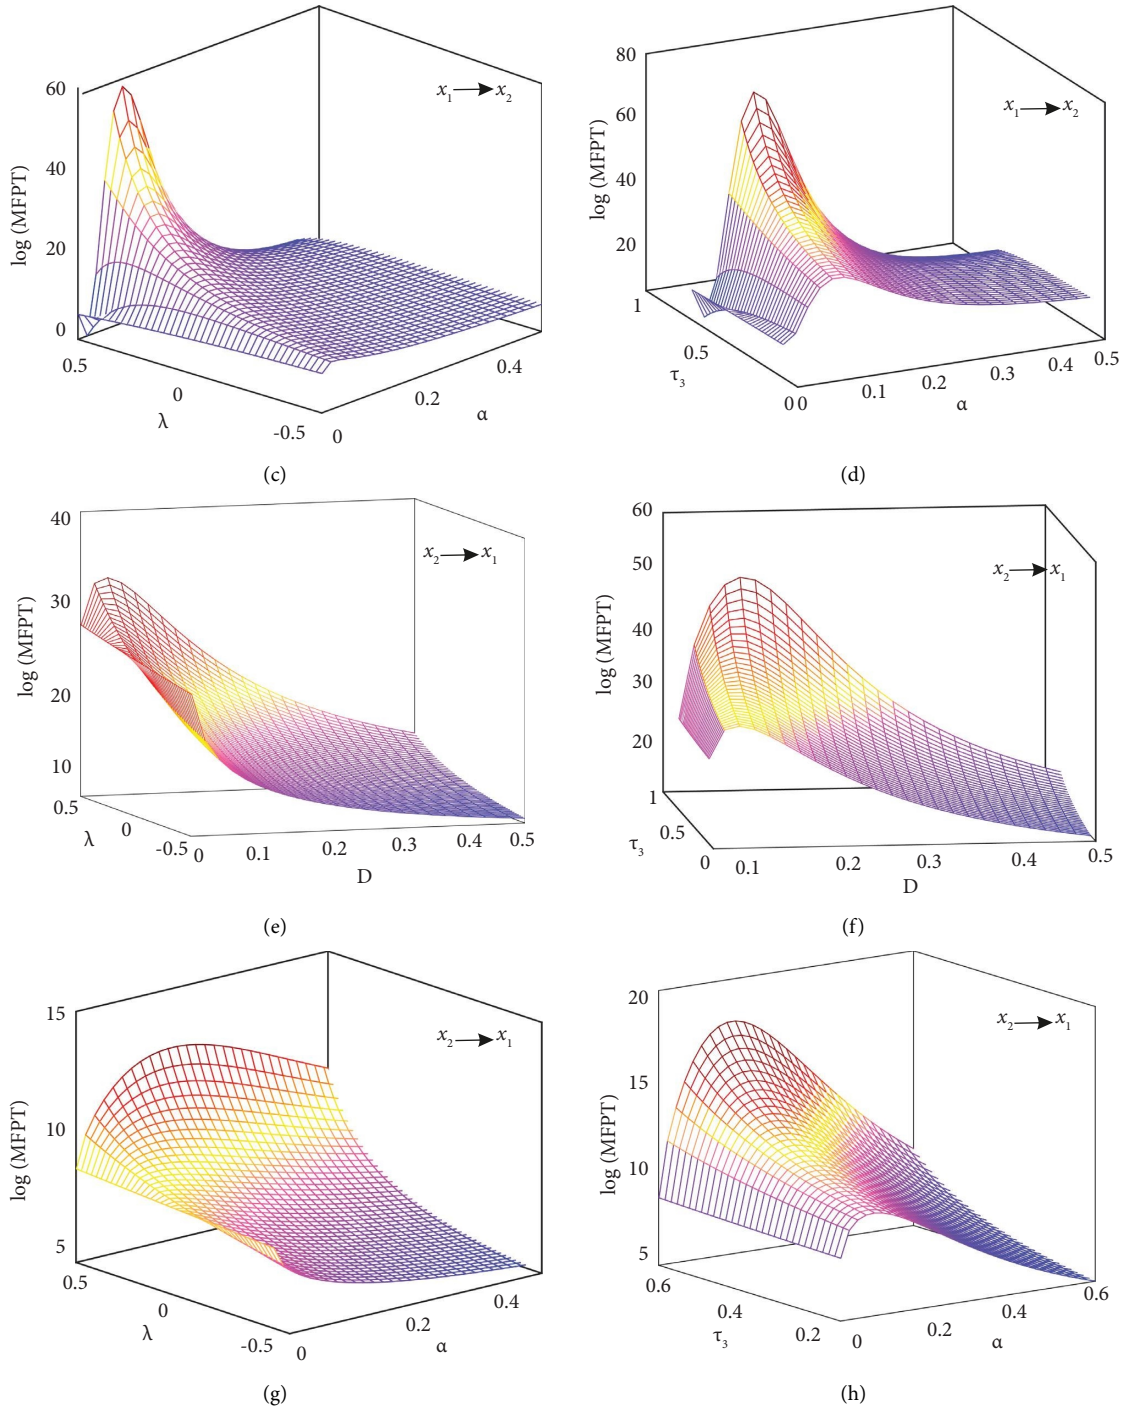 60
40
20
0
log (MFPT)
x1 → x2
0.5
0
-0.5
λ
0
0.2
0.4
α
(c)
80
60
40
20
log (MFPT)
x1 → x2
1
0.5
0
τ3
0
0.1
0.2
0.3
0.4
0.5
α
(d)
40
30
20
10
log (MFPT)
x2 → x1
0.5
0
-0.5
λ
0
0.1
0.2
0.3
0.4
0.5
D
(e)
60
50
40
30
20
log (MFPT)
x2 → x1
1
0.5
0
τ3
0.1
0.2
0.3
0.4
0.5
D
(f)
15
10
5
log (MFPT)
x2 → x1
0.5
0
-0.5
λ
0
0.2
0.4
α
(g)
20
15
10
5
log (MFPT)
x2 → x1
0.6
0.4
0.2
τ3
0
0.2
0.4
0.6
α
(h)